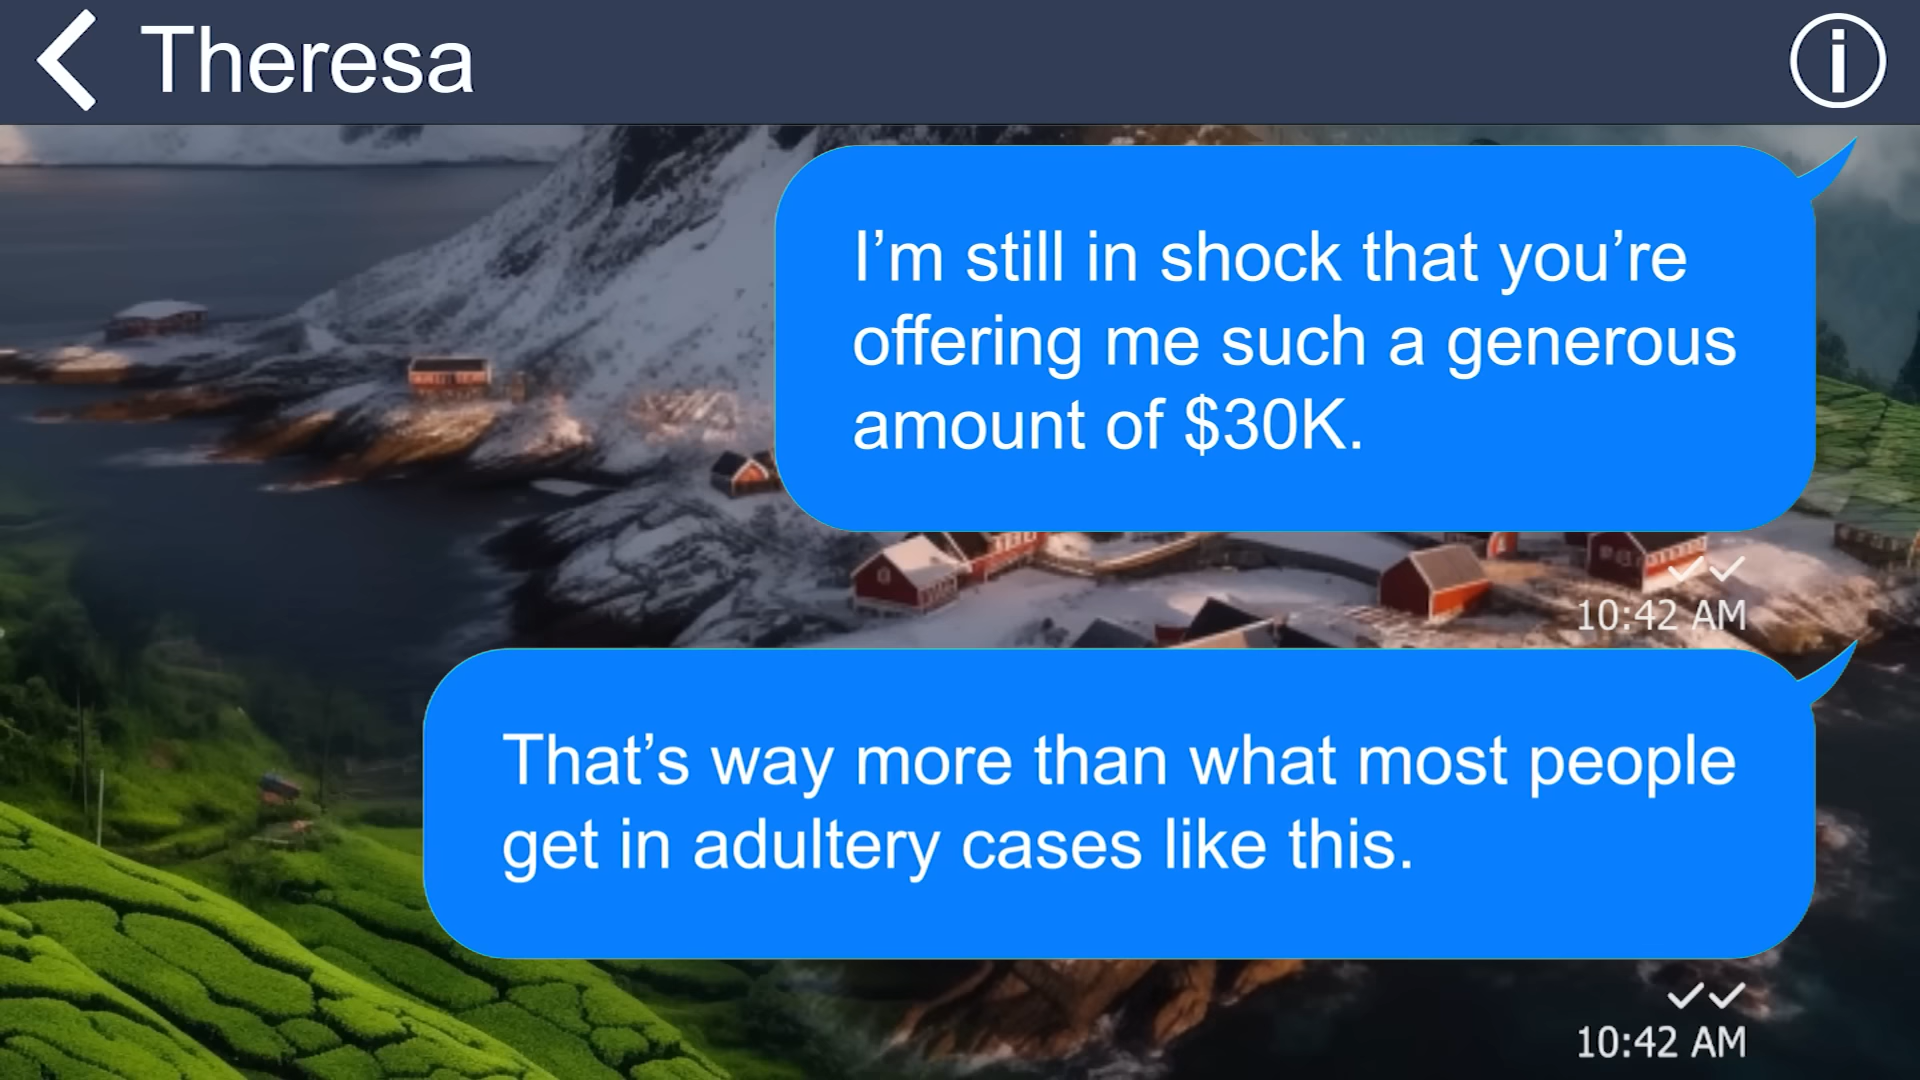 Theresa
I’m still in shock that you’re
offering me such a generous
amount of $30K.
10:42 AM
That’s way more than what most people
get in adultery cases like this.
10:42 AM